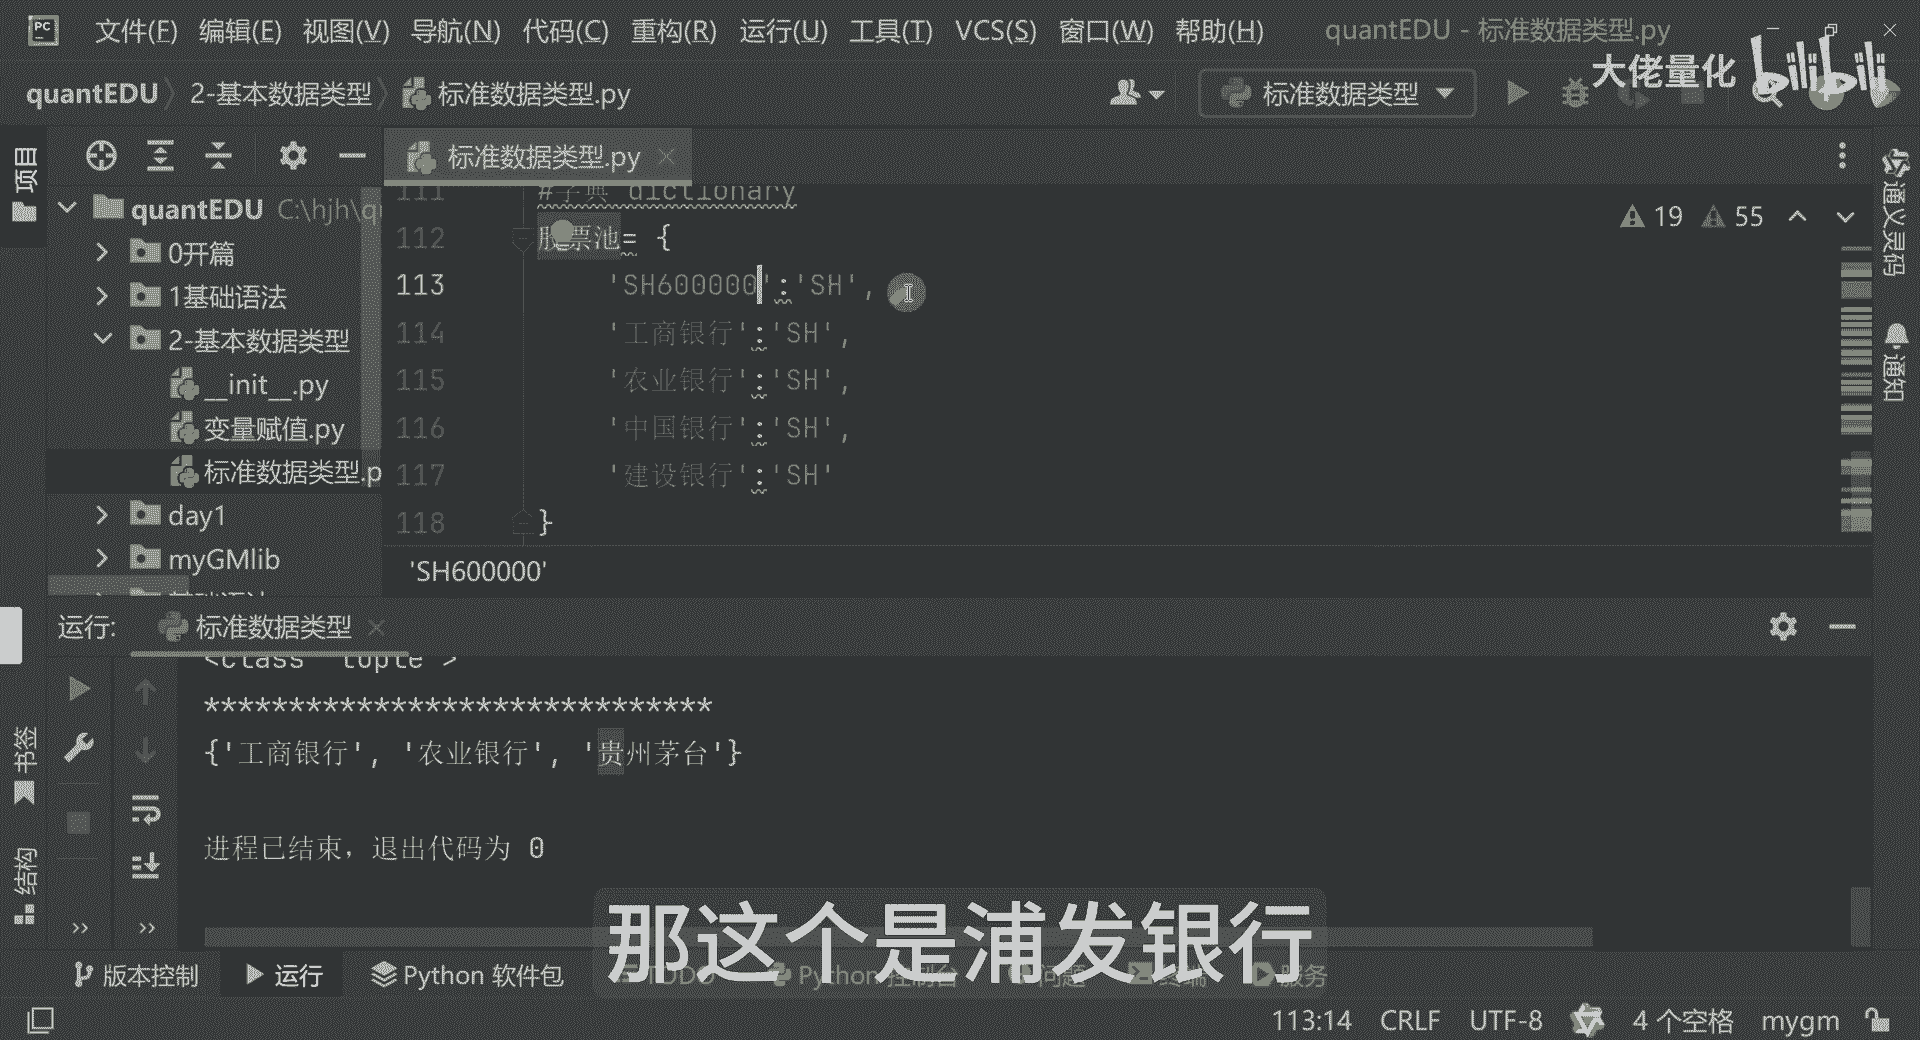 文件(F) 编辑(E) 视图(V) 导航(N) 代码(C) 重构(R) 运行(U) 工具(T) VCS(S) 窗口(W) 帮助(H) quantEDU - 标准数据类型.py
大佬量化 bilibili
quantEDU 2-基本数据类型 标准数据类型.py 标准数据类型
项目
标准数据类型.py
quantEDU C:\hjh\q
0开篇
1基础语法
2-基本数据类型
__init__.py
变量赋值.py
标准数据类型.p
day1
myGMlib
111 #字典 dictionary
112 股票池= {
113 'SH600000':'SH',
114 '工商银行':'SH',
115 '农业银行':'SH',
116 '中国银行':'SH',
117 '建设银行':'SH'
118 }
'SH600000'
19 55
通义灵码
通知
运行: 标准数据类型
<class 'tuple'>
******************************
{'工商银行', '农业银行', '贵州茅台'}
进程已结束，退出代码为 0
书签
结构
那这个是浦发银行
版本控制 运行 Python 软件包 TODO Python 控制台 问题 终端 服务
113:14 CRLF UTF-8 4 个空格 mygm